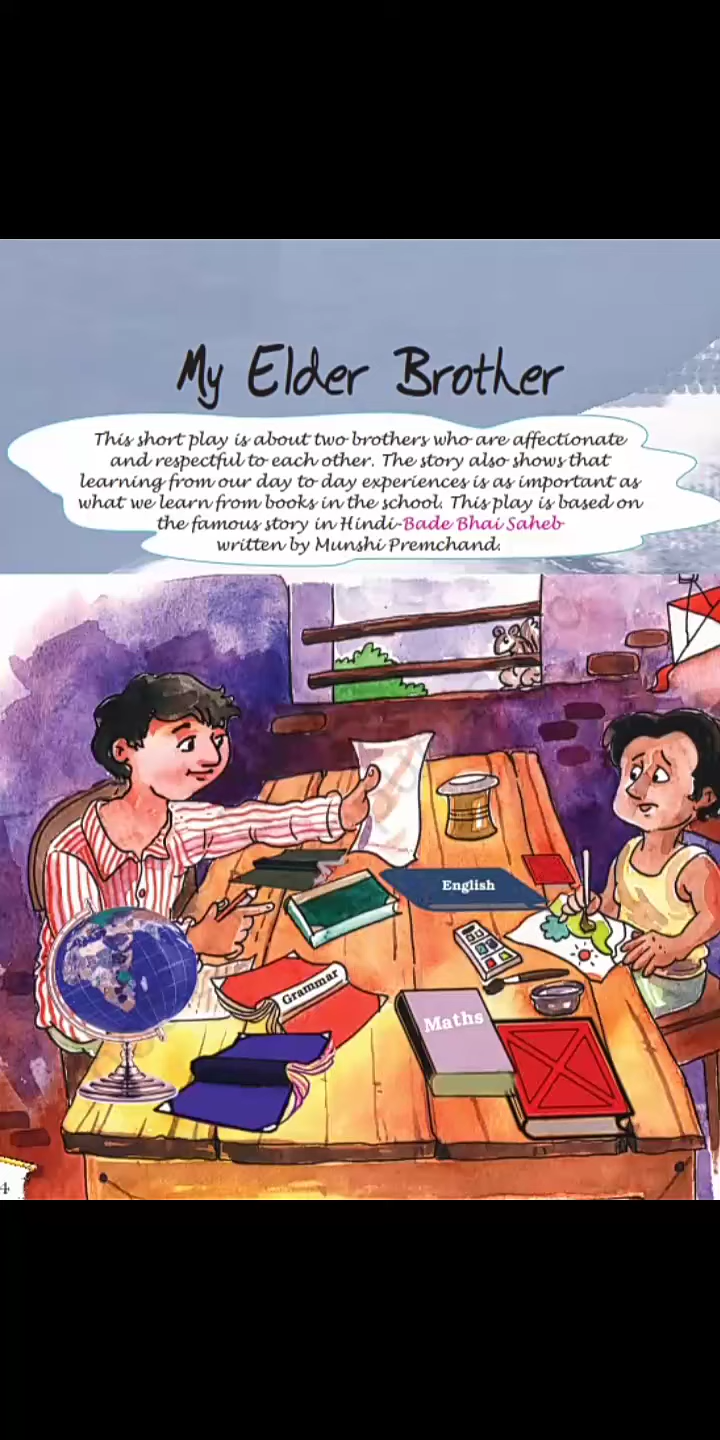 My Elder Brother
This short play is about two brothers who are affectionate
and respectful to each other. The story also shows that
learning from our day to day experiences is as important as
what we learn from books in the school. This play is based on
the famous story in Hindi-Bade Bhai Saheb
written by Munshi Premchand.
English
Grammar
Maths
4